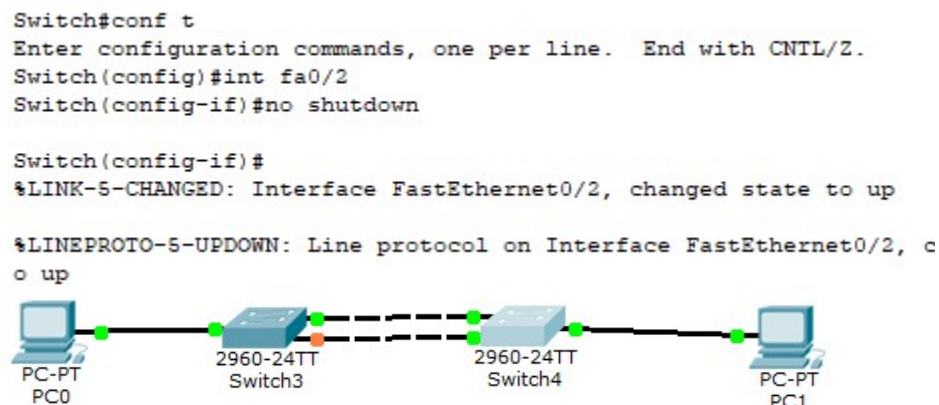 Switch#conf t
Enter configuration commands, one per line.  End with CNTL/Z.
Switch(config)#int fa0/2
Switch(config-if)#no shutdown
Switch(config-if)#
%LINK-5-CHANGED: Interface FastEthernet0/2, changed state to up
%LINEPROTO-5-UPDOWN: Line protocol on Interface FastEthernet0/2, c
o up
PC-PT
PC0
2960-24TT
Switch3
2960-24TT
Switch4
PC-PT
PC1